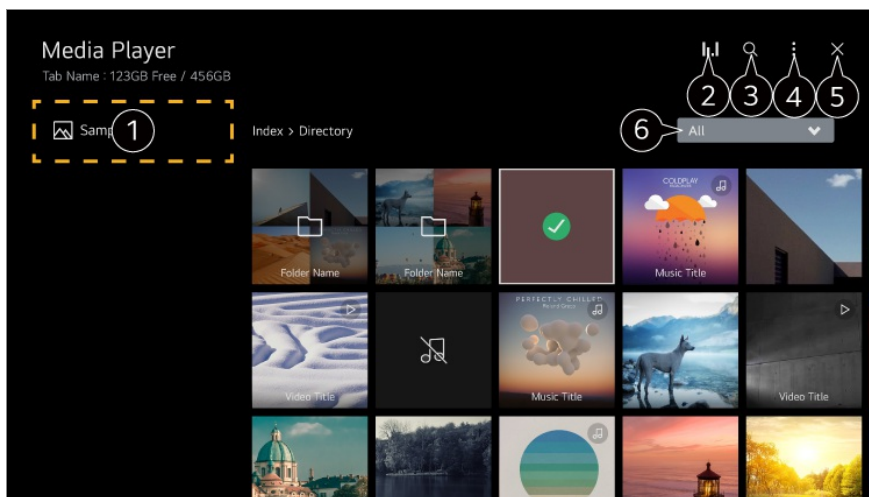 Media Player
Tab Name : 123GB Free / 456GB
2
3
4
5
1
Index > Directory
6
All
Folder Name
Folder Name
COLDPLAY
Music Title
Video Title
PERFECTLY CHILLED
Music Title
Video Title